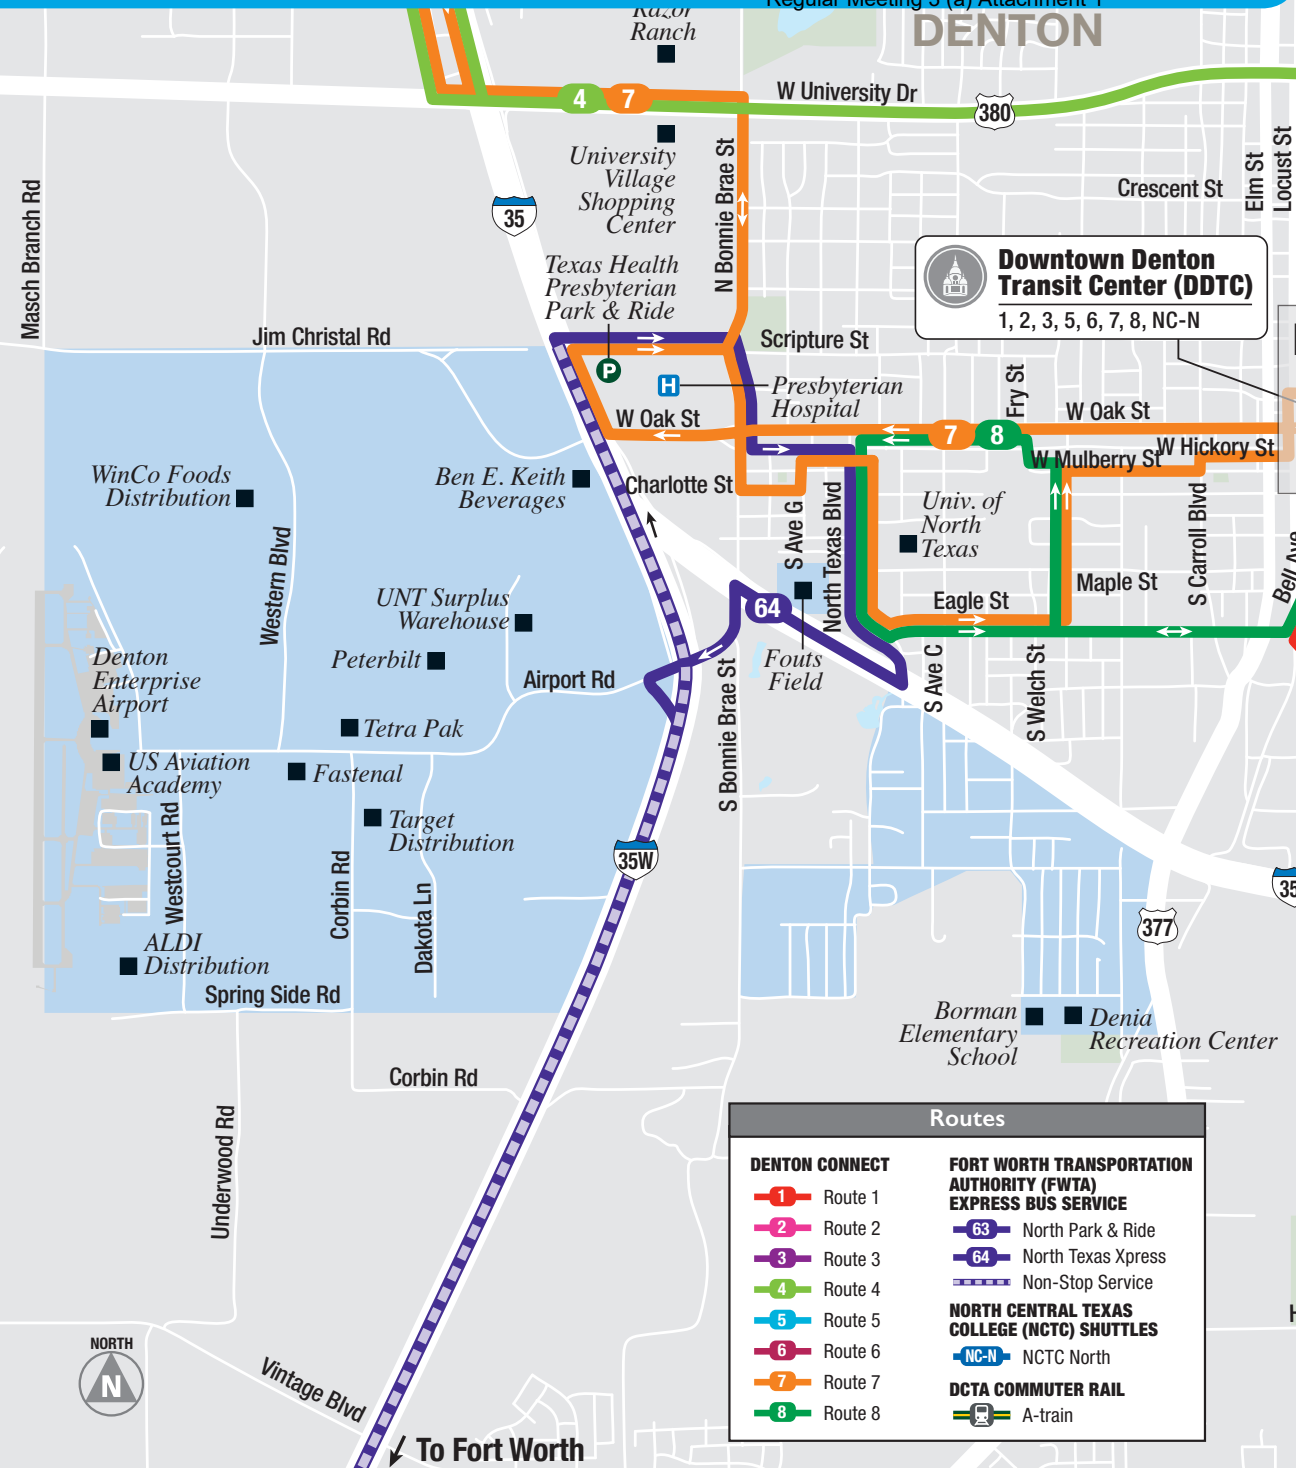 Regular Meeting 3 (a) Attachment 1
DENTON
Razor
Ranch
4
7
W University Dr
380
University
Village
Shopping
Center
N Bonnie Brae St
Crescent St
Elm St
Locust St
Masch Branch Rd
35
Texas Health
Presbyterian
Park & Ride
Downtown Denton
Transit Center (DDTC)
1, 2, 3, 5, 6, 7, 8, NC-N
Jim Christal Rd
Scripture St
P
H
Presbyterian
Hospital
Fry St
W Oak St
W Oak St
7
8
W Hickory St
W Mulberry St
WinCo Foods
Distribution
Ben E. Keith
Beverages
Charlotte St
S Ave G
North Texas Blvd
Univ. of
North
Texas
S Carroll Blvd
Bell Ave
Western Blvd
Maple St
UNT Surplus
Warehouse
64
Eagle St
Peterbilt
Denton
Enterprise
Airport
Airport Rd
Fouts
Field
S Bonnie Brae St
S Ave C
S Welch St
Tetra Pak
US Aviation
Academy
Fastenal
Target
Distribution
Westcourt Rd
Corbin Rd
Dakota Ln
35W
35
377
ALDI
Distribution
Spring Side Rd
Borman
Elementary
School
Denia
Recreation Center
Corbin Rd
Underwood Rd
Routes
DENTON CONNECT
1 Route 1
2 Route 2
3 Route 3
4 Route 4
5 Route 5
6 Route 6
7 Route 7
8 Route 8
FORT WORTH TRANSPORTATION
AUTHORITY (FWTA)
EXPRESS BUS SERVICE
63 North Park & Ride
64 North Texas Xpress
Non-Stop Service
NORTH CENTRAL TEXAS
COLLEGE (NCTC) SHUTTLES
NC-N NCTC North
DCTA COMMUTER RAIL
A-train
H
NORTH
N
Vintage Blvd
To Fort Worth